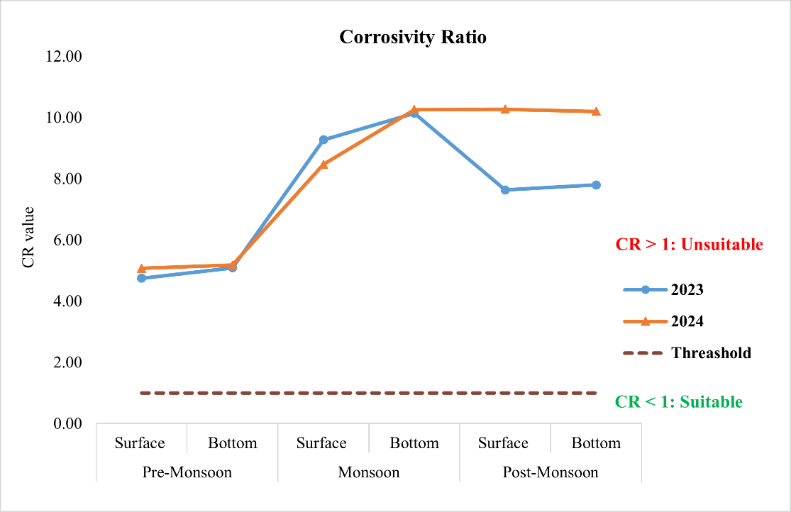 Corrosivity Ratio
12.00
10.00
8.00
6.00
4.00
2.00
0.00
CR value
Surface Bottom Surface Bottom Surface Bottom
Pre-Monsoon Monsoon Post-Monsoon
CR > 1: Unsuitable
2023
2024
Threashold
CR < 1: Suitable